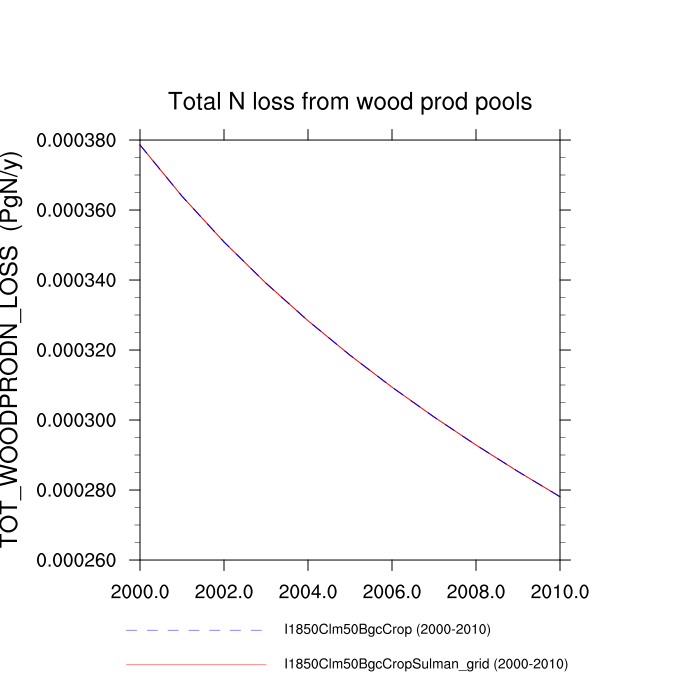 Total N loss from wood prod pools
TOT_WOODPRODN_LOSS (PgN/y)
0.000380
0.000360
0.000340
0.000320
0.000300
0.000280
0.000260
2000.0 2002.0 2004.0 2006.0 2008.0 2010.0
I1850Clm50BgcCrop (2000-2010)
I1850Clm50BgcCropSulman_grid (2000-2010)